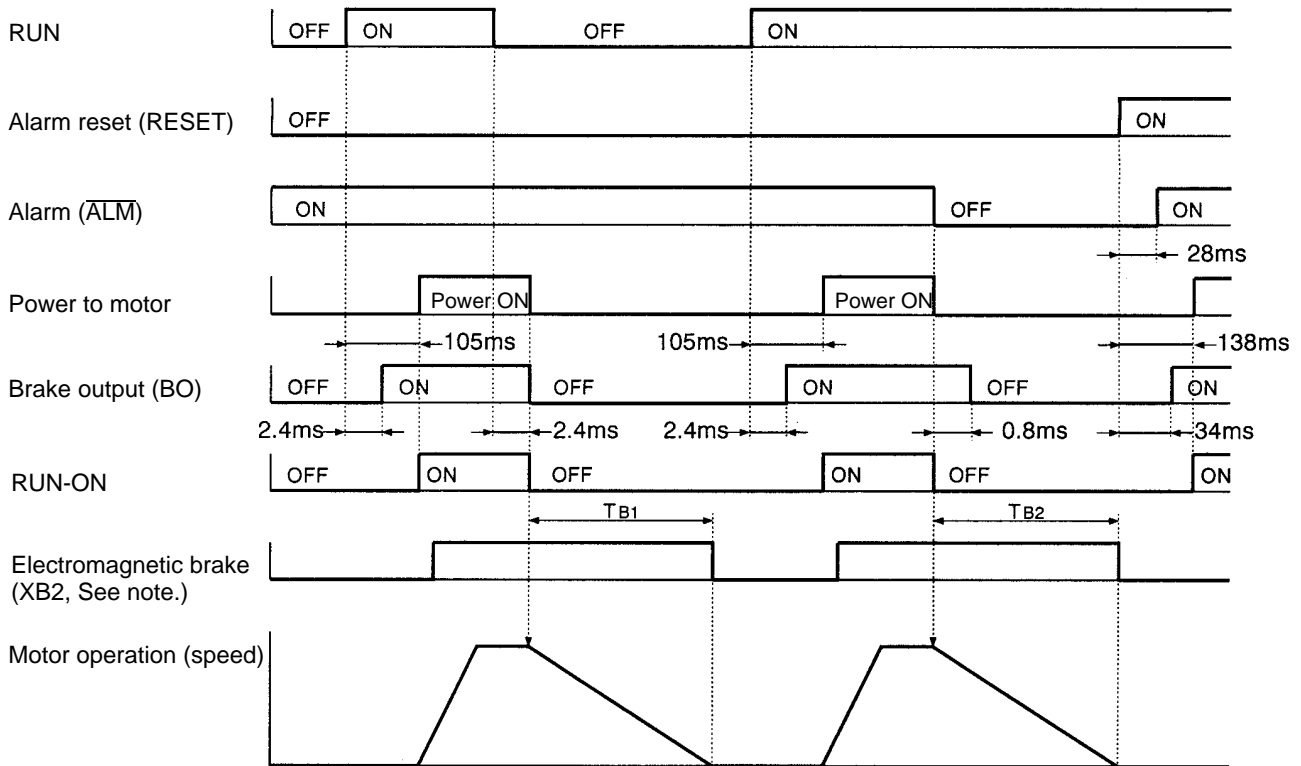 RUN OFF ON OFF ON
Alarm reset (RESET) OFF ON
Alarm (ALM) ON OFF ON
28ms
Power to motor Power ON Power ON
105ms 105ms 138ms
Brake output (BO) OFF ON OFF ON OFF ON
2.4ms 2.4ms 2.4ms 0.8ms 34ms
RUN-ON OFF ON OFF ON OFF ON
TB1 TB2
Electromagnetic brake
(XB2, See note.)
Motor operation (speed)